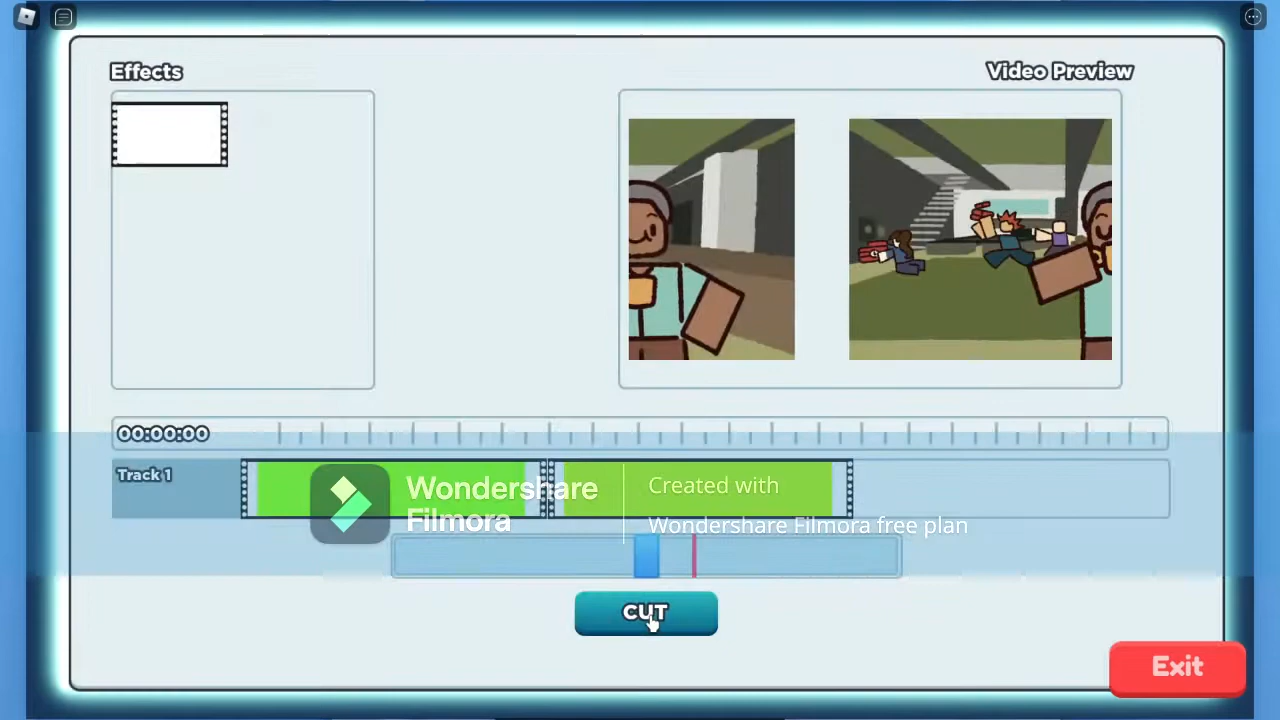 Effects
Video Preview
00:00:00
Track 1
Wondershare
Filmora
Created with
Wondershare Filmora free plan
CUT
Exit